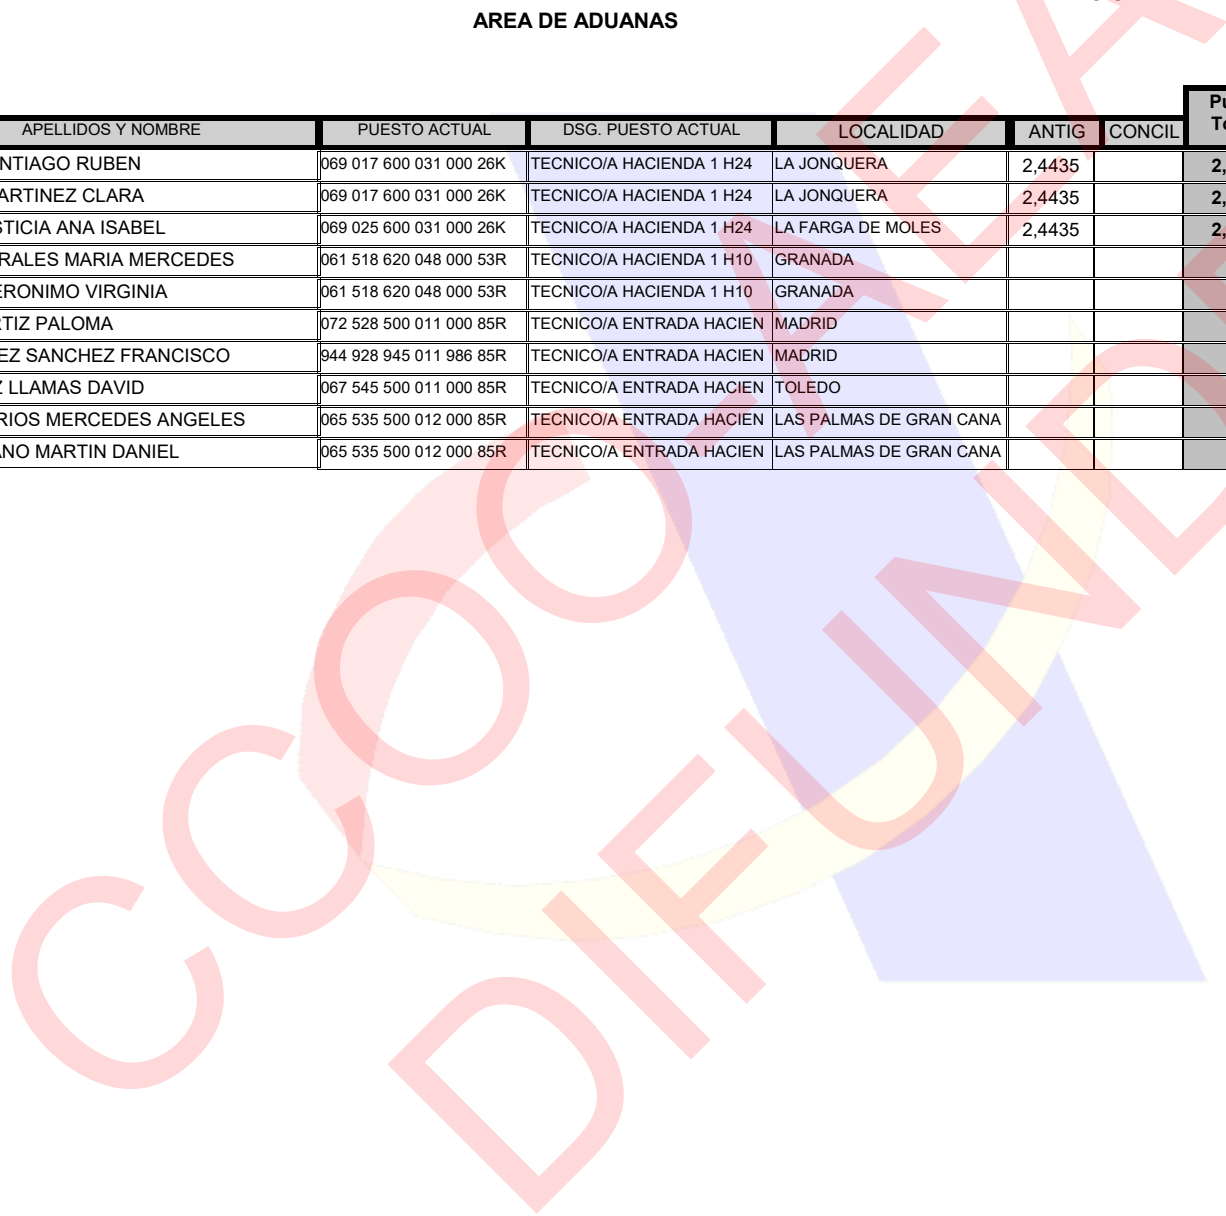 AREA DE ADUANAS
APELLIDOS Y NOMBRE PUESTO ACTUAL DSG. PUESTO ACTUAL LOCALIDAD ANTIG CONCIL
NTIAGO RUBEN 069 017 600 031 000 26K TECNICO/A HACIENDA 1 H24 LA JONQUERA 2,4435 2,
ARTINEZ CLARA 069 017 600 031 000 26K TECNICO/A HACIENDA 1 H24 LA JONQUERA 2,4435 2,
STICIA ANA ISABEL 069 025 600 031 000 26K TECNICO/A HACIENDA 1 H24 LA FARGA DE MOLES 2,4435 2,
RALES MARIA MERCEDES 061 518 620 048 000 53R TECNICO/A HACIENDA 1 H10 GRANADA
ERONIMO VIRGINIA 061 518 620 048 000 53R TECNICO/A HACIENDA 1 H10 GRANADA
RTIZ PALOMA 072 528 500 011 000 85R TECNICO/A ENTRADA HACIEN MADRID
EZ SANCHEZ FRANCISCO 944 928 945 011 986 85R TECNICO/A ENTRADA HACIEN MADRID
Z LLAMAS DAVID 067 545 500 011 000 85R TECNICO/A ENTRADA HACIEN TOLEDO
RIOS MERCEDES ANGELES 065 535 500 012 000 85R TECNICO/A ENTRADA HACIEN LAS PALMAS DE GRAN CANA
ANO MARTIN DANIEL 065 535 500 012 000 85R TECNICO/A ENTRADA HACIEN LAS PALMAS DE GRAN CANA
CCOO-AEA
DIFUND